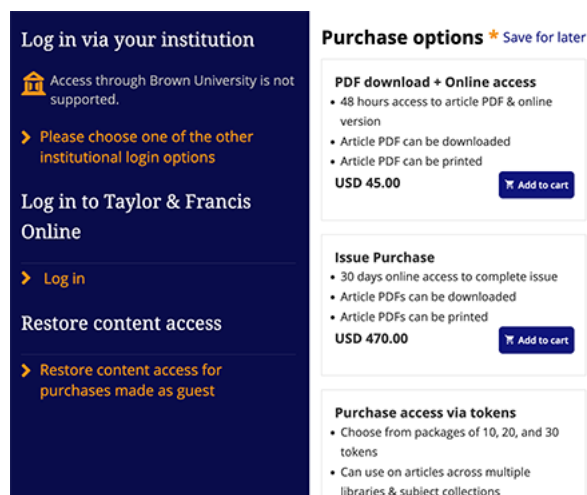 Log in via your institution
Access through Brown University is not
supported.
Please choose one of the other
institutional login options
Log in to Taylor & Francis
Online
Log in
Restore content access
Restore content access for
purchases made as guest
Purchase options * Save for later
PDF download + Online access
• 48 hours access to article PDF & online
version
• Article PDF can be downloaded
• Article PDF can be printed
USD 45.00 Add to cart
Issue Purchase
• 30 days online access to complete issue
• Article PDFs can be downloaded
• Article PDFs can be printed
USD 470.00 Add to cart
Purchase access via tokens
• Choose from packages of 10, 20, and 30
tokens
• Can use on articles across multiple
libraries & subject collections